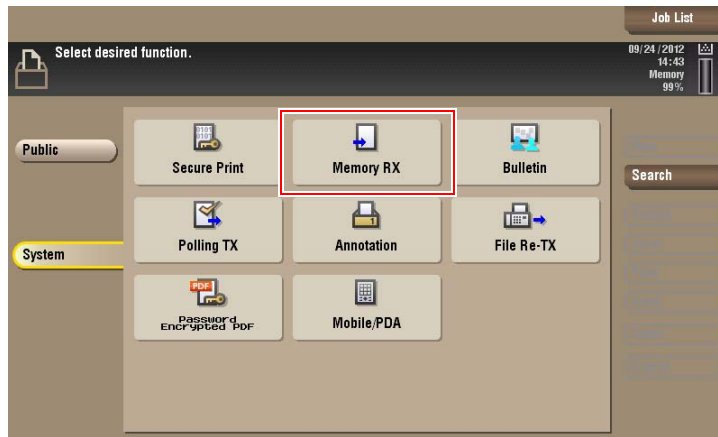 Job List
Select desired function.
09/24/2012
14:43
Memory
99%
Public
Secure Print
Memory RX
Bulletin
Search
System
Polling TX
Annotation
File Re-TX
PDF
Password
Encrypted PDF
Mobile/PDA